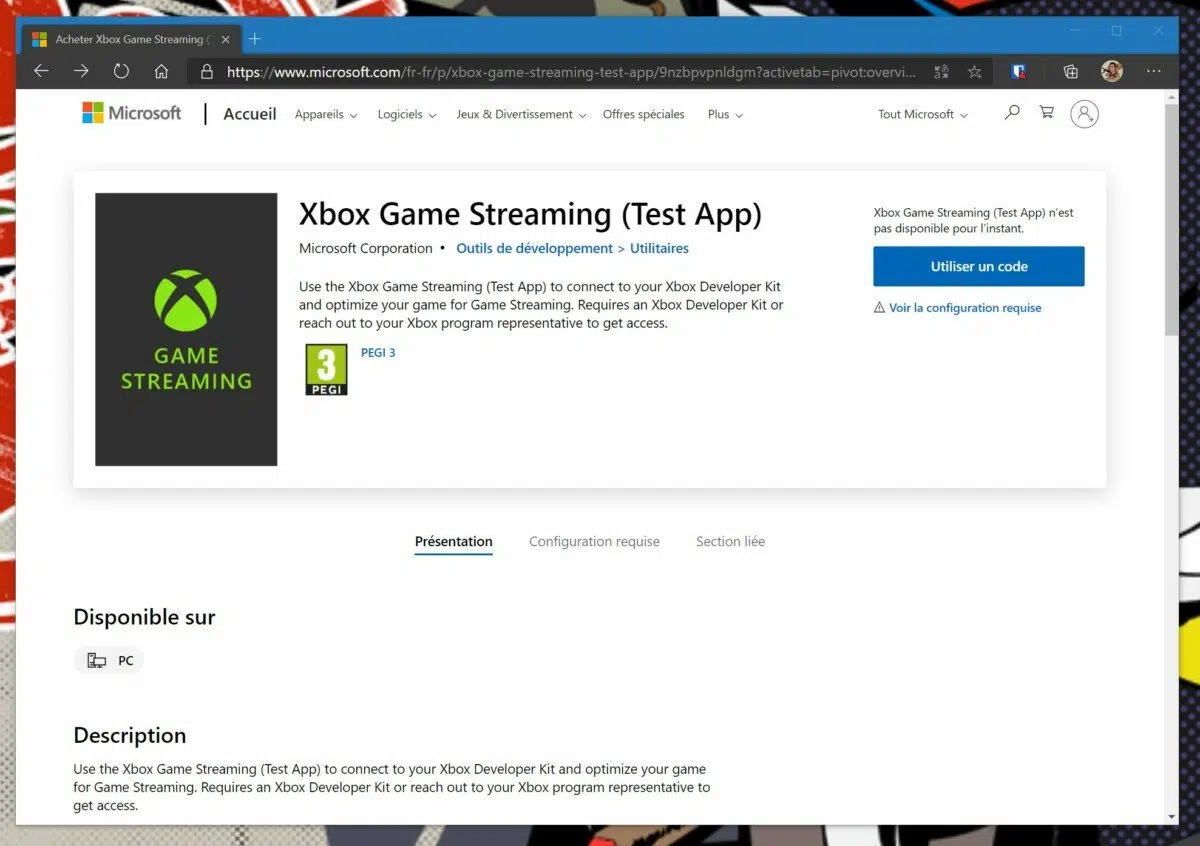 Acheter Xbox Game Streaming (
https://www.microsoft.com/fr-fr/p/xbox-game-streaming-test-app/9nzbpvpnldgm?activetab=pivot:overvi...
Microsoft
Accueil
Appareils
Logiciels
Jeux & Divertissement
Offres spéciales
Plus
Tout Microsoft
GAME
STREAMING
Xbox Game Streaming (Test App)
Microsoft Corporation • Outils de développement > Utilitaires
Use the Xbox Game Streaming (Test App) to connect to your Xbox Developer Kit
and optimize your game for Game Streaming. Requires an Xbox Developer Kit or
reach out to your Xbox program representative to get access.
3
PEGI
PEGI 3
Xbox Game Streaming (Test App) n'est
pas disponible pour l'instant.
Utiliser un code
Voir la configuration requise
Présentation
Configuration requise
Section liée
Disponible sur
PC
Description
Use the Xbox Game Streaming (Test App) to connect to your Xbox Developer Kit and optimize your game
for Game Streaming. Requires an Xbox Developer Kit or reach out to your Xbox program representative to
get access.